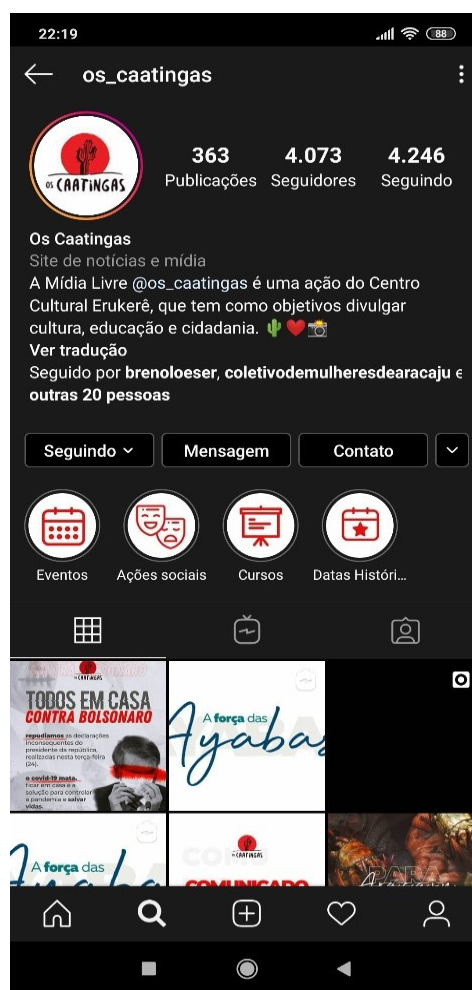 22:19
88
os_caatingas
OS CAATINGAS
363
4.073
4.246
Publicações
Seguidores
Seguindo
Os Caatingas
Site de notícias e mídia
A Mídia Livre @os_caatingas é uma ação do Centro
Cultural Erukerê, que tem como objetivos divulgar
cultura, educação e cidadania. 🌵❤️📸
Ver tradução
Seguido por brenoloeser, coletivodemulheresdearacaju e
outras 20 pessoas
Seguindo
Mensagem
Contato
Eventos
Ações sociais
Cursos
Datas Históri...
OS CAATINGAS
TODOS EM CASA
CONTRA BOLSONARO
repudiamos as declarações
inconsequentes do
presidente da república,
realizadas nesta terça-feira
(24).
o covid-19 mata.
ficar em casa é a
solução para controlar
a pandemia e salvar
vidas.
A força das
Ayabas
A força das
OS CAATINGAS
COMUNICADO
PARA